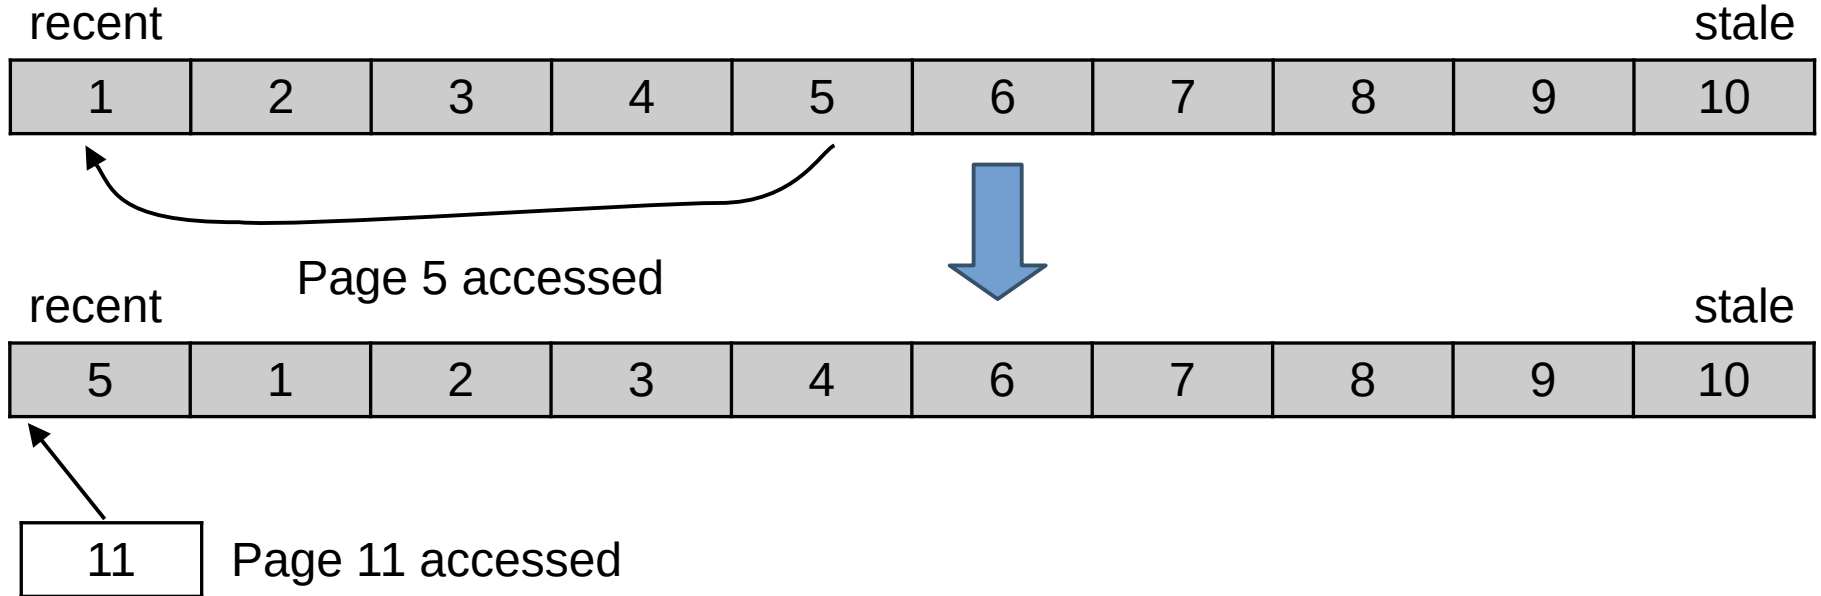 recent stale
1 2 3 4 5 6 7 8 9 10
Page 5 accessed
recent stale
5 1 2 3 4 6 7 8 9 10
11 Page 11 accessed